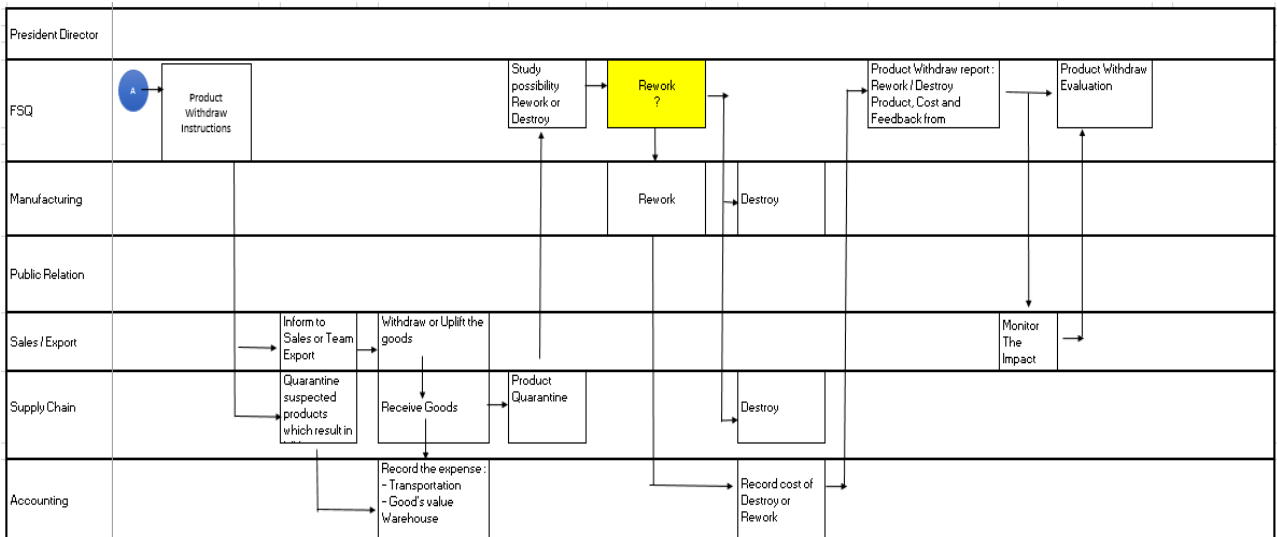 President Director
FSQ
A
Product
Withdraw
Instructions
Study
possibility
Rework or
Destroy
Rework
?
Product Withdraw report :
Rework / Destroy
Product, Cost and
Feedback from
Product Withdraw
Evaluation
Manufacturing
Rework
Destroy
Public Relation
Sales / Export
Inform to
Sales or Team
Export
Withdraw or Uplift the
goods
Monitor
The
Impact
Supply Chain
Quarantine
suspected
products
which result in
Receive Goods
Product
Quarantine
Destroy
Accounting
Record the expense :
- Transportation
- Good's value
Warehouse
Record cost of
Destroy or
Rework